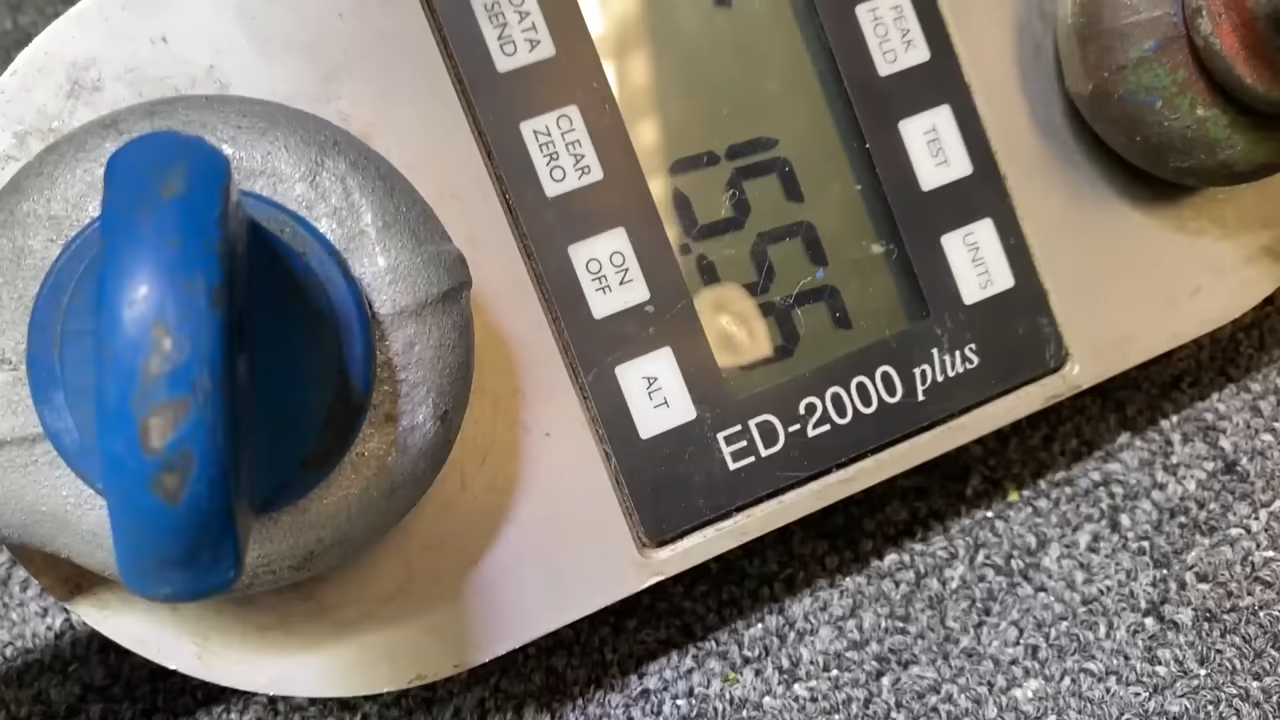 DATA
SEND
CLEAR
ZERO
ON
OFF
ALT
PEAK
HOLD
TEST
UNITS
ED-2000 plus